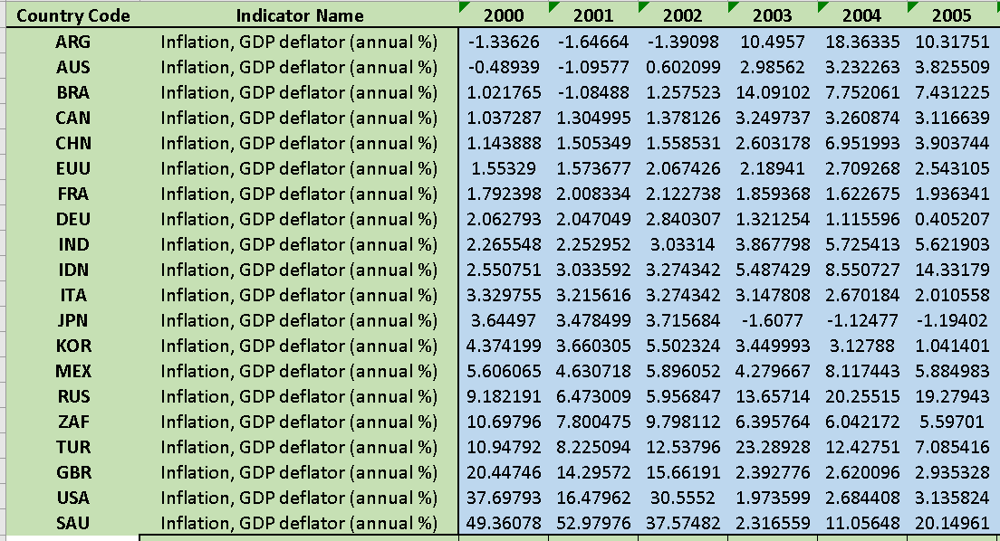 Country Code Indicator Name 2000 2001 2002 2003 2004 2005
ARG Inflation, GDP deflator (annual %) -1.33626 -1.64664 -1.39098 10.4957 18.36335 10.31751
AUS Inflation, GDP deflator (annual %) -0.48939 -1.09577 0.602099 2.98562 3.232263 3.825509
BRA Inflation, GDP deflator (annual %) 1.021765 -1.08488 1.257523 14.09102 7.752061 7.431225
CAN Inflation, GDP deflator (annual %) 1.037287 1.304995 1.378126 3.249737 3.260874 3.116639
CHN Inflation, GDP deflator (annual %) 1.143888 1.505349 1.558531 2.603178 6.951993 3.903744
EUU Inflation, GDP deflator (annual %) 1.55329 1.573677 2.067426 2.18941 2.709268 2.543105
FRA Inflation, GDP deflator (annual %) 1.792398 2.008334 2.122738 1.859368 1.622675 1.936341
DEU Inflation, GDP deflator (annual %) 2.062793 2.047049 2.840307 1.321254 1.115596 0.405207
IND Inflation, GDP deflator (annual %) 2.265548 2.252952 3.03314 3.867798 5.725413 5.621903
IDN Inflation, GDP deflator (annual %) 2.550751 3.033592 3.274342 5.487429 8.550727 14.33179
ITA Inflation, GDP deflator (annual %) 3.329755 3.215616 3.274342 3.147808 2.670184 2.010558
JPN Inflation, GDP deflator (annual %) 3.64497 3.478499 3.715684 -1.6077 -1.12477 -1.19402
KOR Inflation, GDP deflator (annual %) 4.374199 3.660305 5.502324 3.449993 3.12788 1.041401
MEX Inflation, GDP deflator (annual %) 5.606065 4.630718 5.896052 4.279667 8.117443 5.884983
RUS Inflation, GDP deflator (annual %) 9.182191 6.473009 5.956847 13.65714 20.25515 19.27943
ZAF Inflation, GDP deflator (annual %) 10.69796 7.800475 9.798112 6.395764 6.042172 5.59701
TUR Inflation, GDP deflator (annual %) 10.94792 8.225094 12.53796 23.28928 12.42751 7.085416
GBR Inflation, GDP deflator (annual %) 20.44746 14.29572 15.66191 2.392776 2.620096 2.935328
USA Inflation, GDP deflator (annual %) 37.69793 16.47962 30.5552 1.973599 2.684408 3.135824
SAU Inflation, GDP deflator (annual %) 49.36078 52.97976 37.57482 2.316559 11.05648 20.14961